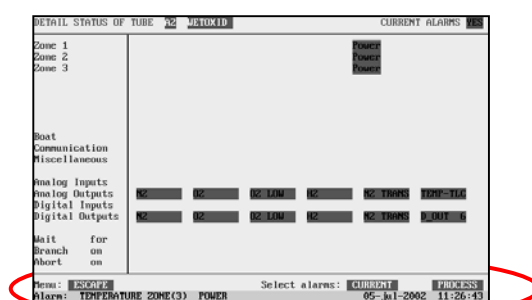 DETAIL STATUS OF TUBE A2 WETOXID CURRENT ALARMS YES
Zone 1 Power
Zone 2 Power
Zone 3 Power
Boat
Communication
Miscellaneous
Analog Inputs
Analog Outputs N2 O2 O2 LOW H2 N2 TRANS TEMP-TLC
Digital Inputs
Digital Outputs N2 O2 O2 LOW H2 N2 TRANS D_OUT 6
Wait for
Branch on
Abort on
Menu: ESCAPE Select alarms: CURRENT PROCESS
Alarm: TEMPERATURE ZONE(3) POWER 05-jul-2002 11:26:43